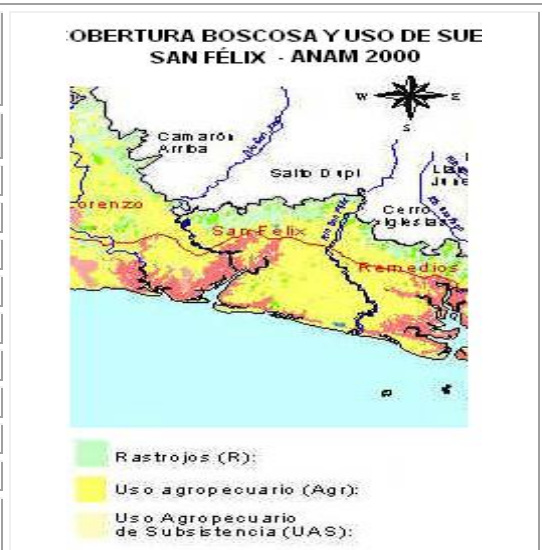 OBERTURA BOSCOSA Y USO DE SUE
SAN FÉLIX - ANAM 2000
W E
S
Camarón
Arriba
Salto Dupí
Cerro
Iglestas
orenzo
San Félix
Remedios
Rastrojos (R):
Uso agropecuario (Agr):
Uso Agropecuario
de Subsistencia (UAS):